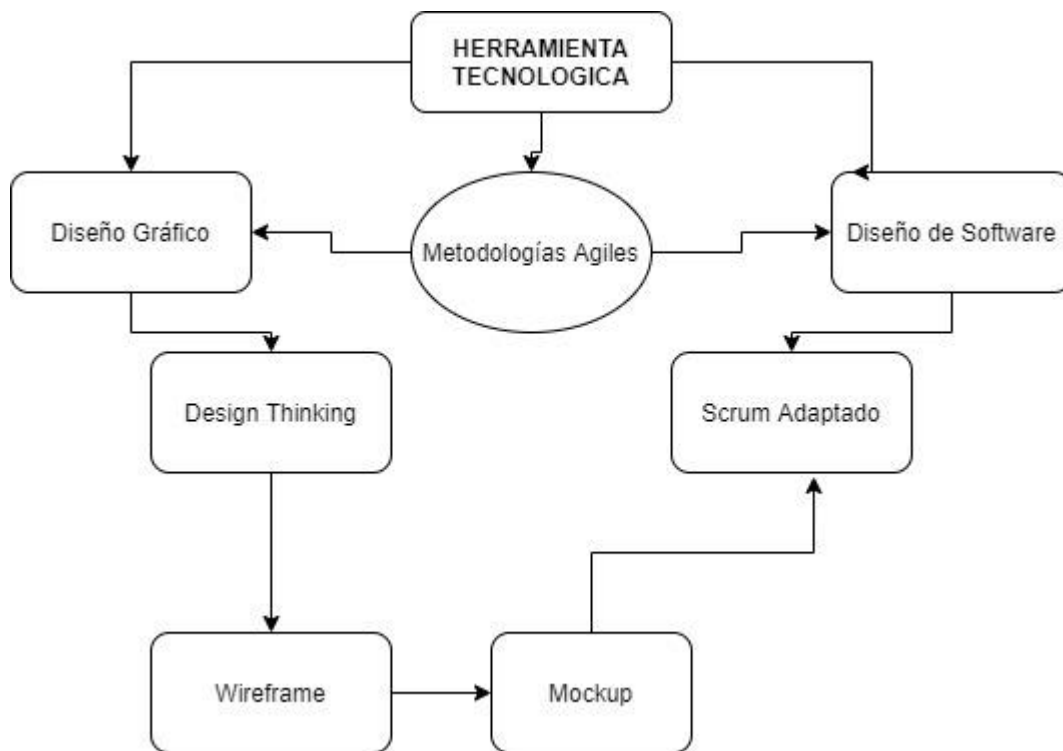 HERRAMIENTA
TECNOLOGICA
Diseño Gráfico
Metodologías Agiles
Diseño de Software
Design Thinking
Scrum Adaptado
Wireframe
Mockup